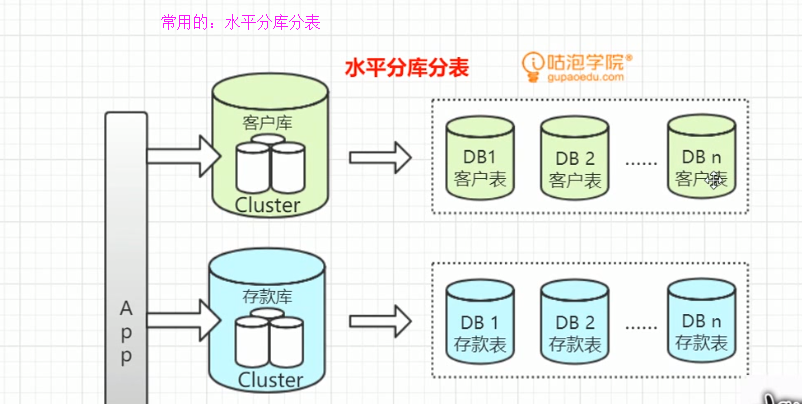 常用的：水平分库分表
水平分库分表
咕泡学院®
gupaoedu.com
客户库
Cluster
DB1
客户表
DB 2
客户表
......
DB n
客户表
App
存款库
Cluster
DB 1
存款表
DB 2
存款表
......
DB n
存款表